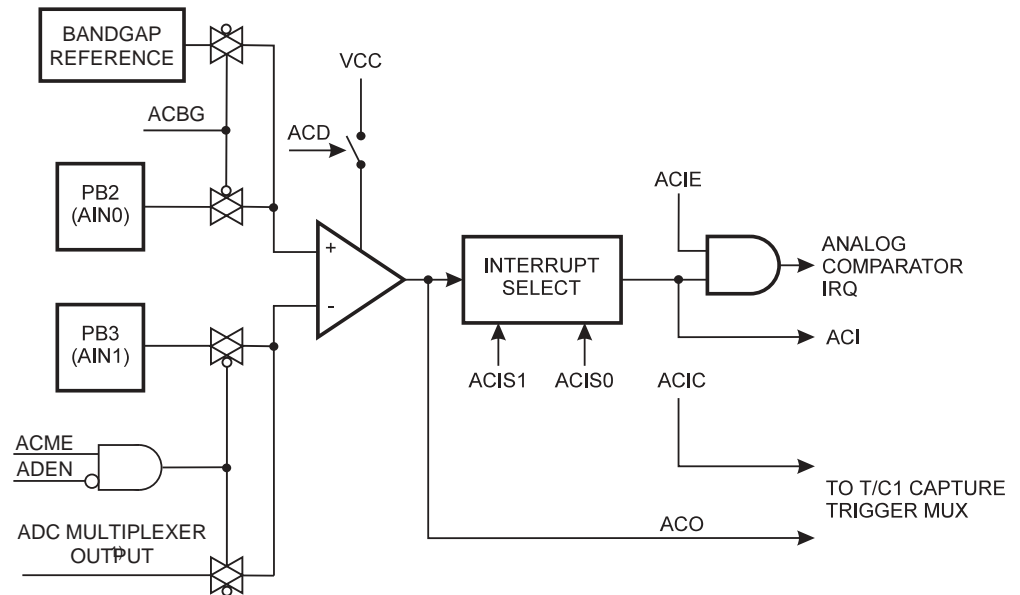 BANDGAP
REFERENCE
VCC
ACBG
ACD
PB2
(AIN0)
ACIE
+
INTERRUPT
SELECT
ANALOG
COMPARATOR
IRQ
-
PB3
(AIN1)
ACI
ACIS1
ACIS0
ACIC
ACME
ADEN
TO T/C1 CAPTURE
TRIGGER MUX
ACO
ADC MULTIPLEXER
OUTPUT
1)